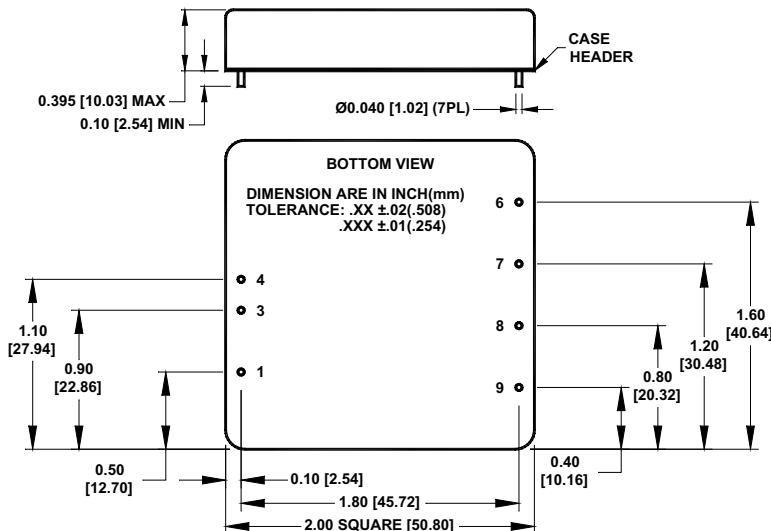 CASE
HEADER
0.395 [10.03] MAX
0.10 [2.54] MIN
Ø0.040 [1.02] (7PL)
BOTTOM VIEW
DIMENSION ARE IN INCH(mm)
TOLERANCE: .XX ±.02(.508)
.XXX ±.01(.254)
6
7
4
3
8
1
9
1.10
[27.94]
0.90
[22.86]
0.50
[12.70]
1.60
[40.64]
1.20
[30.48]
0.80
[20.32]
0.40
[10.16]
0.10 [2.54]
1.80 [45.72]
2.00 SQUARE [50.80]